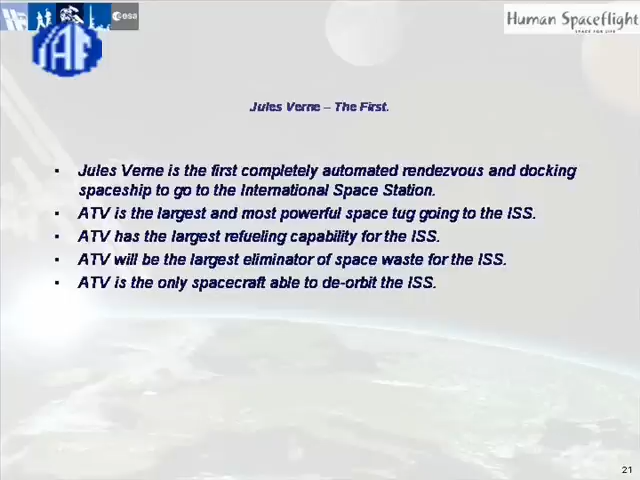 esa
Human Spaceflight
SPACE FOR LIFE
IAF
Jules Verne – The First.
• Jules Verne is the first completely automated rendezvous and docking
spaceship to go to the International Space Station.
• ATV is the largest and most powerful space tug going to the ISS.
• ATV has the largest refueling capability for the ISS.
• ATV will be the largest eliminator of space waste for the ISS.
• ATV is the only spacecraft able to de-orbit the ISS.
21